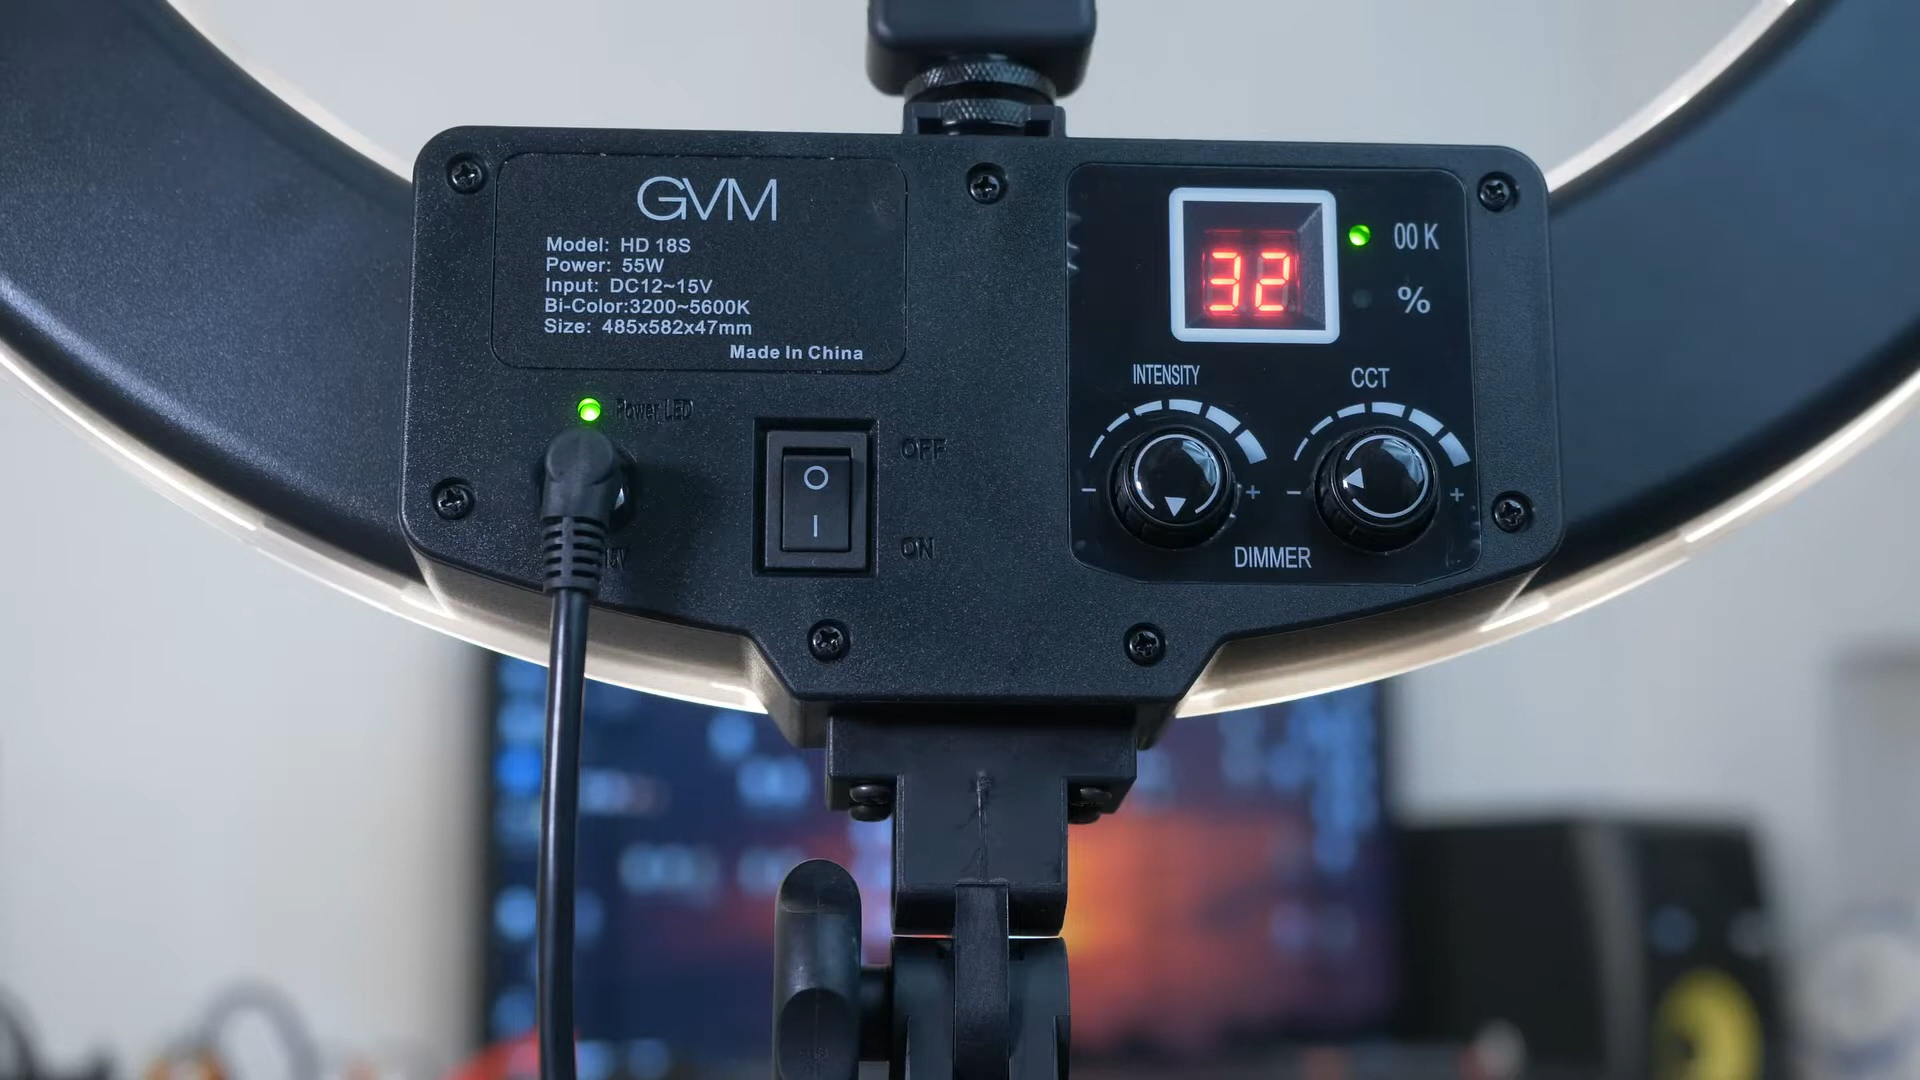 GVM
Model: HD 18S
Power: 55W
Input: DC12~15V
Bi-Color:3200~5600K
Size: 485x582x47mm
Made In China
Power LED
O
I
OFF
ON
32
00 K
%
INTENSITY
CCT
- +
- +
DIMMER